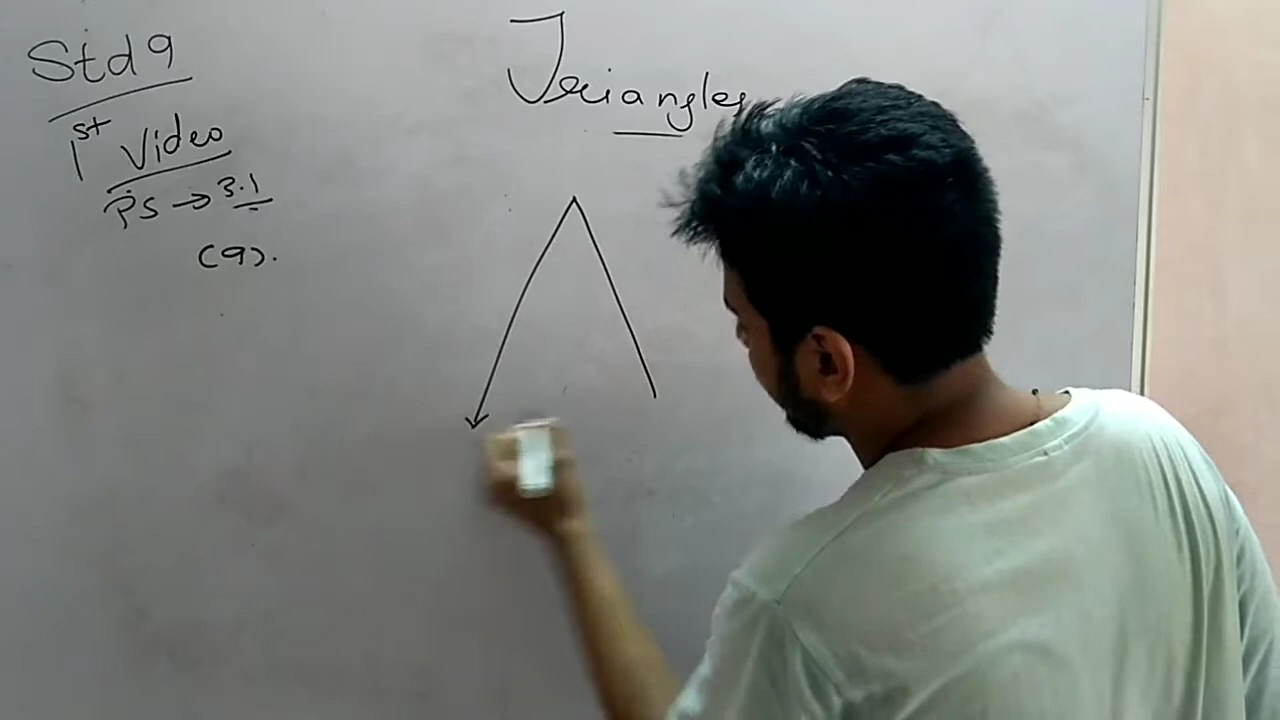 Std 9
1st Video
PS → 3.1
(9).
Triangles